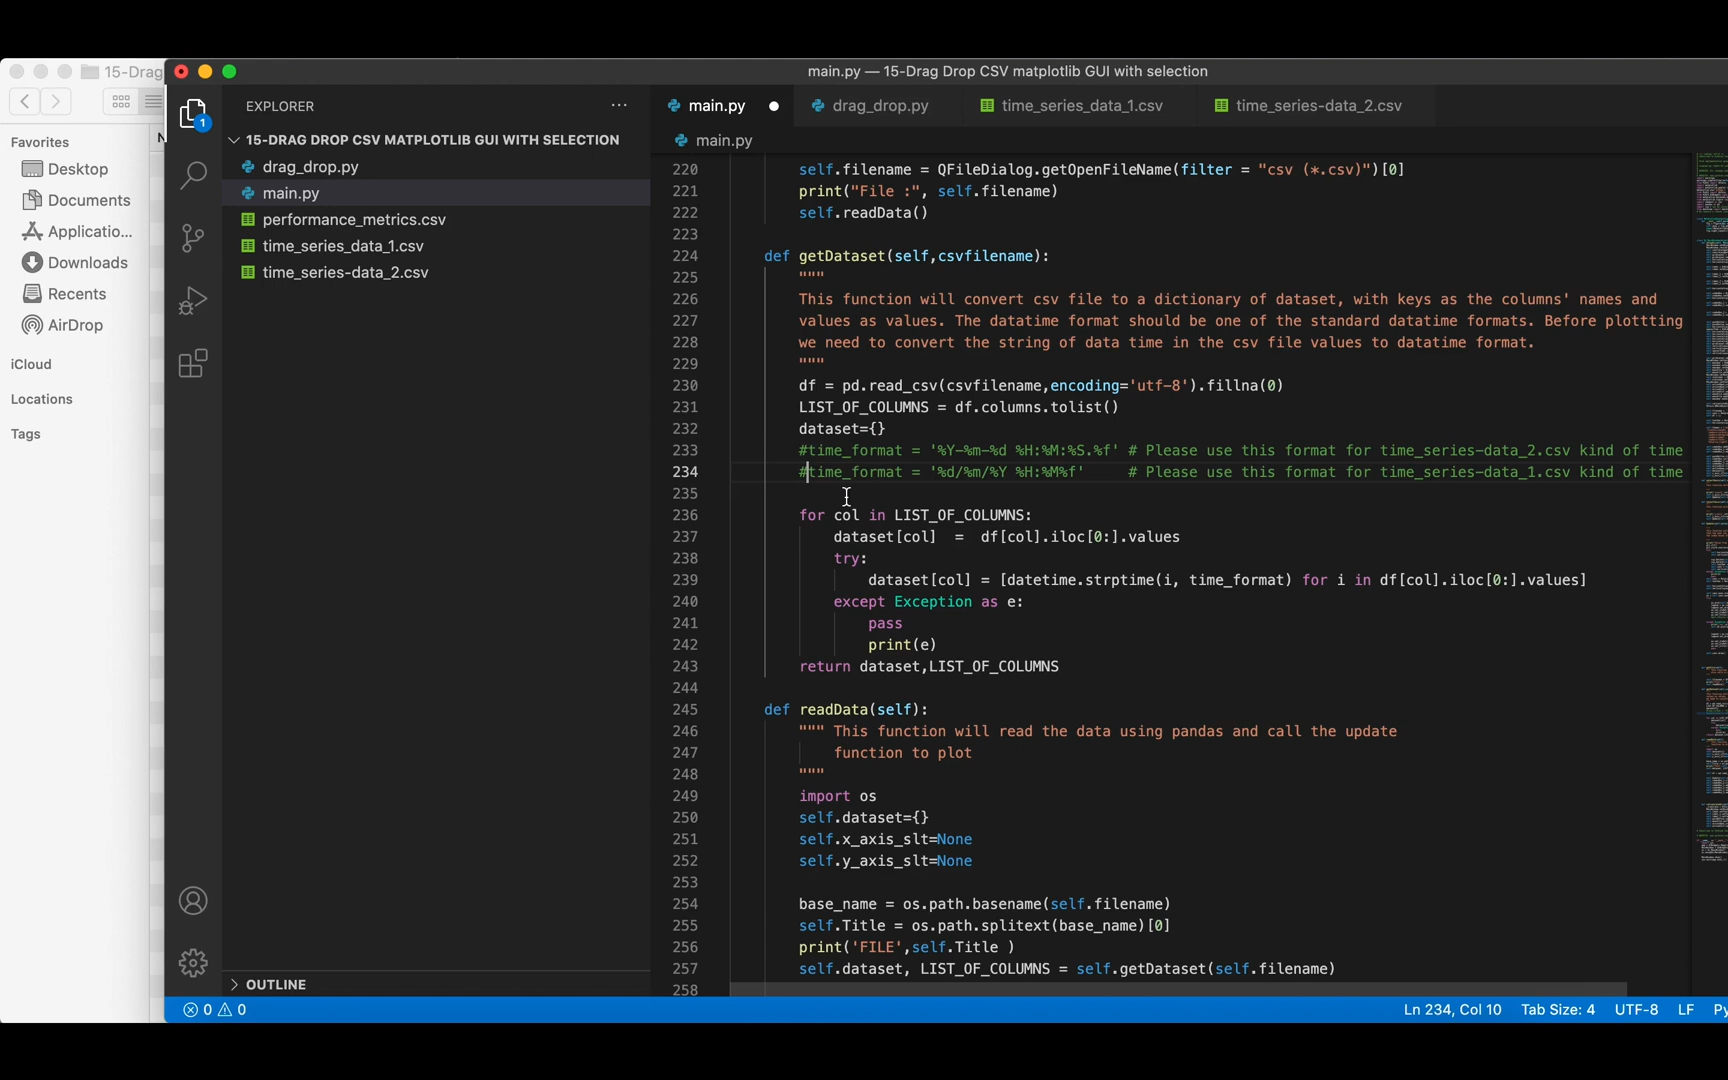 main.py — 15-Drag Drop CSV matplotlib GUI with selection
15-Drag
Favorites
Desktop
Documents
Applicatio...
Downloads
Recents
AirDrop
iCloud
Locations
Tags
1
EXPLORER
15-DRAG DROP CSV MATPLOTLIB GUI WITH SELECTION
drag_drop.py
main.py
performance_metrics.csv
time_series_data_1.csv
time_series-data_2.csv
OUTLINE
main.py drag_drop.py time_series_data_1.csv time_series-data_2.csv
main.py
220 self.filename = QFileDialog.getOpenFileName(filter = "csv (*.csv)")[0]
221 print("File :", self.filename)
222 self.readData()
223
224 def getDataset(self,csvfilename):
225 """
226 This function will convert csv file to a dictionary of dataset, with keys as the columns' names and
227 values as values. The datatime format should be one of the standard datatime formats. Before plottting
228 we need to convert the string of data time in the csv file values to datatime format.
229 """
230 df = pd.read_csv(csvfilename,encoding='utf-8').fillna(0)
231 LIST_OF_COLUMNS = df.columns.tolist()
232 dataset={}
233 #time_format = '%Y-%m-%d %H:%M:%S.%f' # Please use this format for time_series-data_2.csv kind of time
234 #time_format = '%d/%m/%Y %H:%M%f' # Please use this format for time_series-data_1.csv kind of time
235
236 for col in LIST_OF_COLUMNS:
237 dataset[col] = df[col].iloc[0:].values
238 try:
239 dataset[col] = [datetime.strptime(i, time_format) for i in df[col].iloc[0:].values]
240 except Exception as e:
241 pass
242 print(e)
243 return dataset,LIST_OF_COLUMNS
244
245 def readData(self):
246 """ This function will read the data using pandas and call the update
247 function to plot
248 """
249 import os
250 self.dataset={}
251 self.x_axis_slt=None
252 self.y_axis_slt=None
253
254 base_name = os.path.basename(self.filename)
255 self.Title = os.path.splitext(base_name)[0]
256 print('FILE',self.Title )
257 self.dataset, LIST_OF_COLUMNS = self.getDataset(self.filename)
258
0 0 Ln 234, Col 10 Tab Size: 4 UTF-8 LF